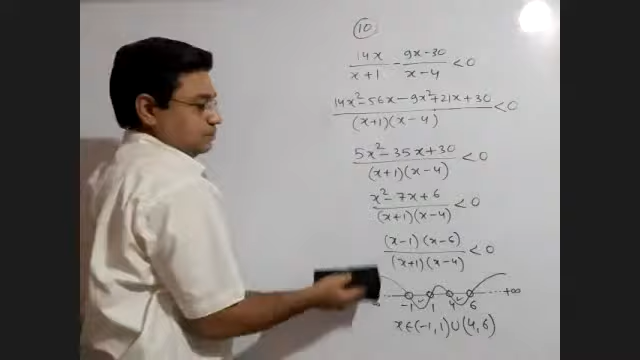 10.
14x/(x+1) - (9x-30)/(x-4) < 0
(14x²-56x-9x²+21x+30)/((x+1)(x-4)) < 0
(5x²-35x+30)/((x+1)(x-4)) < 0
(x²-7x+6)/((x+1)(x-4)) < 0
((x-1)(x-6))/((x+1)(x-4)) < 0
-1 1 4 6 +∞
x∈(-1,1)∪(4,6)